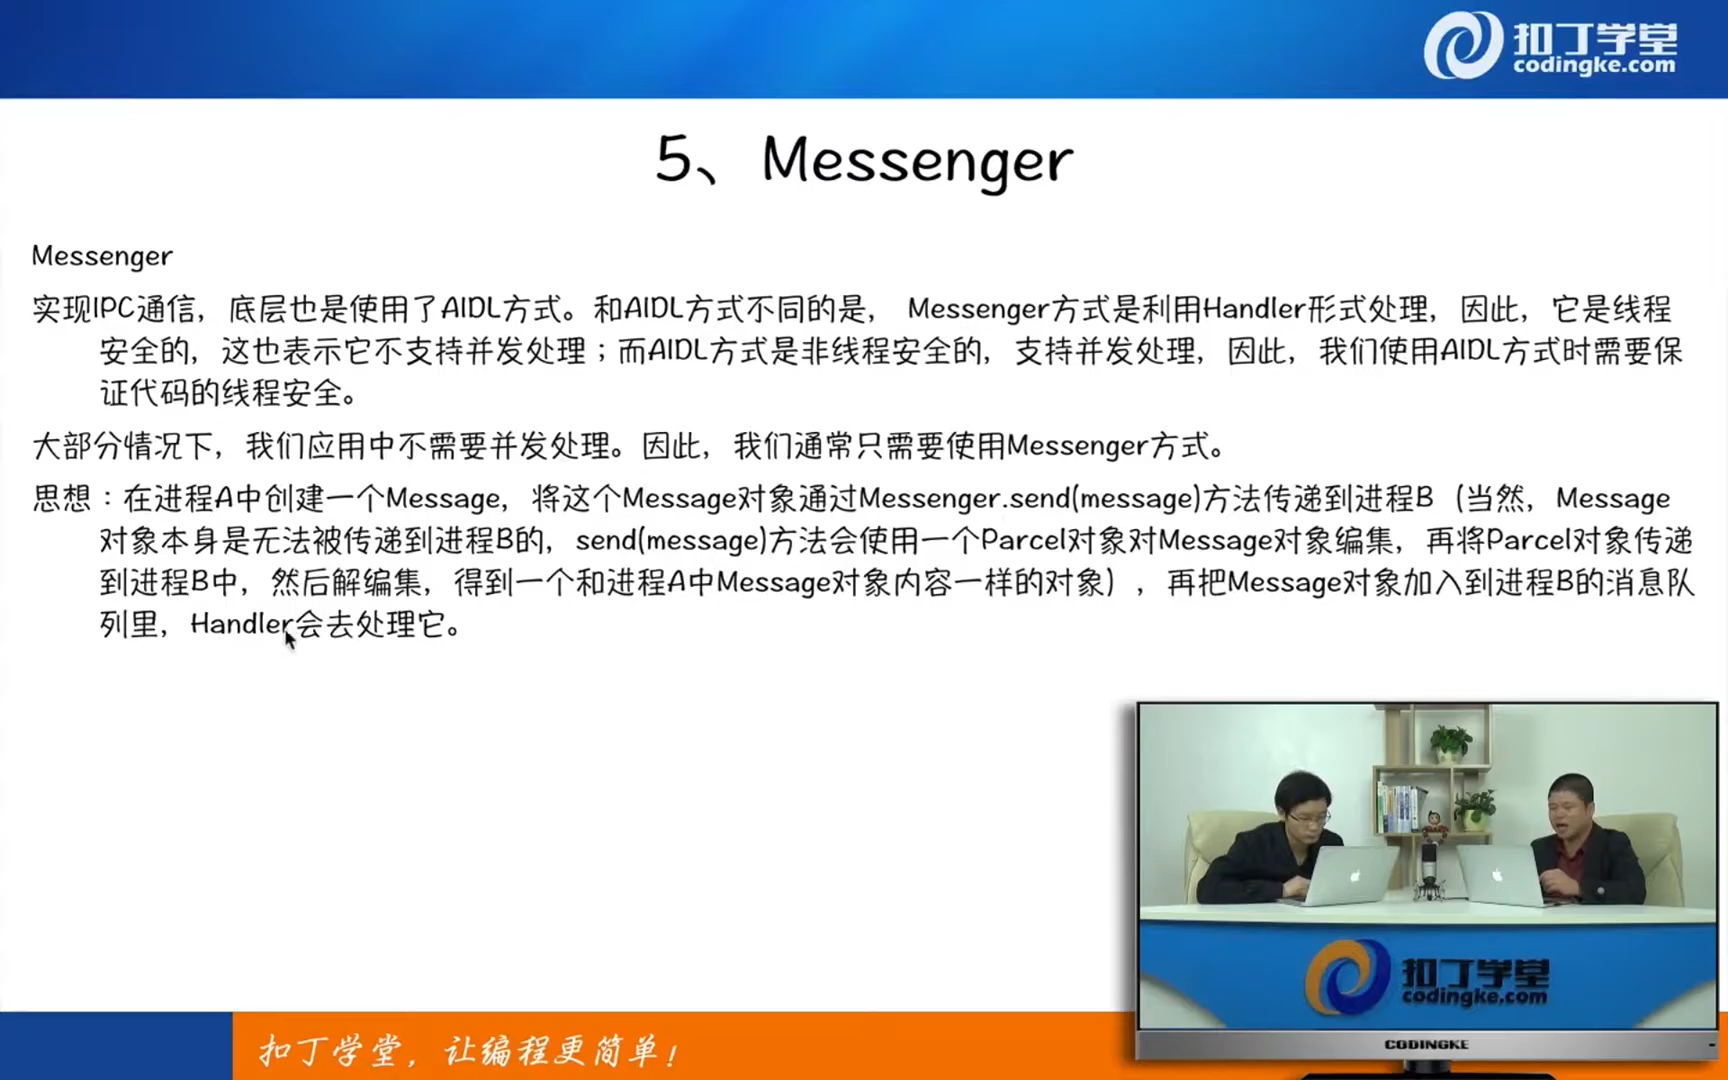 扣丁学堂
codingke.com
5、Messenger
Messenger
实现IPC通信，底层也是使用了AIDL方式。和AIDL方式不同的是， Messenger方式是利用Handler形式处理，因此，它是线程
安全的，这也表示它不支持并发处理；而AIDL方式是非线程安全的，支持并发处理，因此，我们使用AIDL方式时需要保
证代码的线程安全。
大部分情况下，我们应用中不需要并发处理。因此，我们通常只需要使用Messenger方式。
思想：在进程A中创建一个Message，将这个Message对象通过Messenger.send(message)方法传递到进程B（当然，Message
对象本身是无法被传递到进程B的，send(message)方法会使用一个Parcel对象对Message对象编集，再将Parcel对象传递
到进程B中，然后解编集，得到一个和进程A中Message对象内容一样的对象），再把Message对象加入到进程B的消息队
列里，Handler会去处理它。
扣丁学堂
codingke.com
CODINGKE
扣丁学堂，让编程更简单！